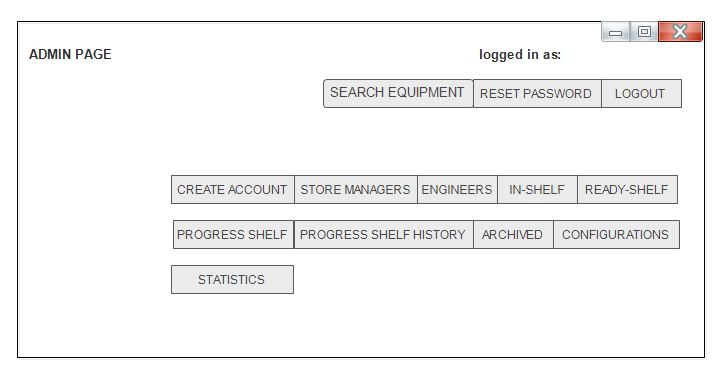 ADMIN PAGE logged in as:
SEARCH EQUIPMENT RESET PASSWORD LOGOUT
CREATE ACCOUNT STORE MANAGERS ENGINEERS IN-SHELF READY-SHELF
PROGRESS SHELF PROGRESS SHELF HISTORY ARCHIVED CONFIGURATIONS
STATISTICS